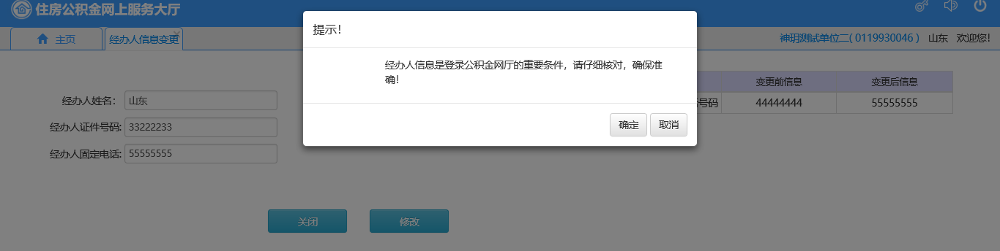 住房公积金网上服务大厅
主页
经办人信息变更
神玥测试单位二( 0119930046 ) 山东 欢迎您!
提示!
经办人信息是登录公积金网厅的重要条件，请仔细核对，确保准
确!
确定
取消
变更前信息
变更后信息
号码
44444444
55555555
经办人姓名:
山东
经办人证件号码:
33222233
经办人固定电话:
55555555
关闭
修改